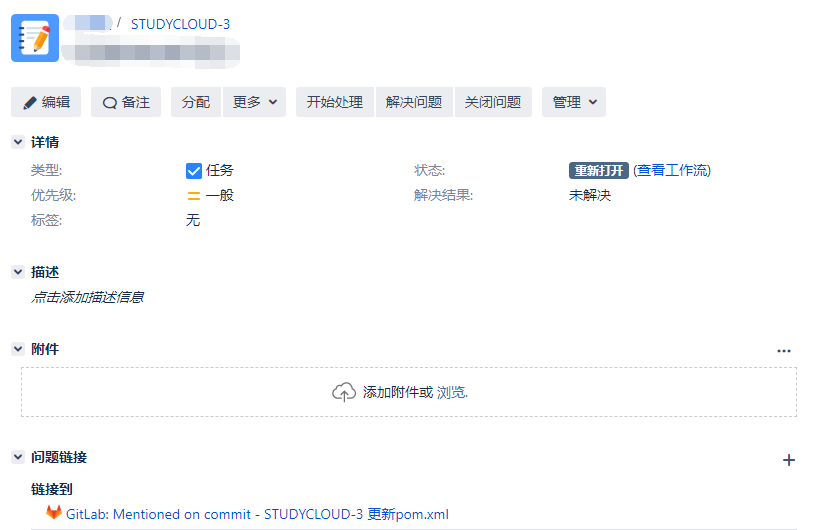 / STUDYCLOUD-3
编辑 备注 分配 更多 开始处理 解决问题 关闭问题 管理
详情
类型: 任务 状态: 重新打开 (查看工作流)
优先级: 一般 解决结果: 未解决
标签: 无
描述
点击添加描述信息
附件
添加附件或 浏览.
问题链接
链接到
GitLab: Mentioned on commit - STUDYCLOUD-3 更新pom.xml